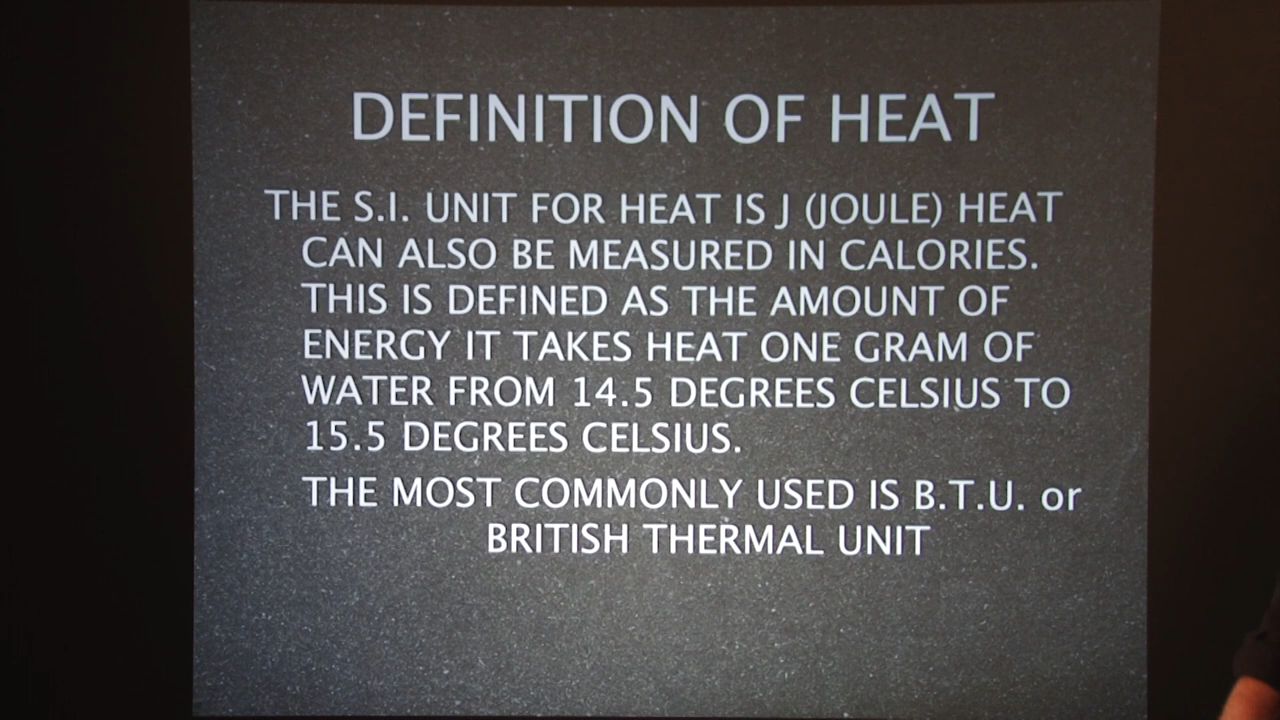 DEFINITION OF HEAT
THE S.I. UNIT FOR HEAT IS J (JOULE) HEAT
CAN ALSO BE MEASURED IN CALORIES.
THIS IS DEFINED AS THE AMOUNT OF
ENERGY IT TAKES HEAT ONE GRAM OF
WATER FROM 14.5 DEGREES CELSIUS TO
15.5 DEGREES CELSIUS.
THE MOST COMMONLY USED IS B.T.U. or
BRITISH THERMAL UNIT